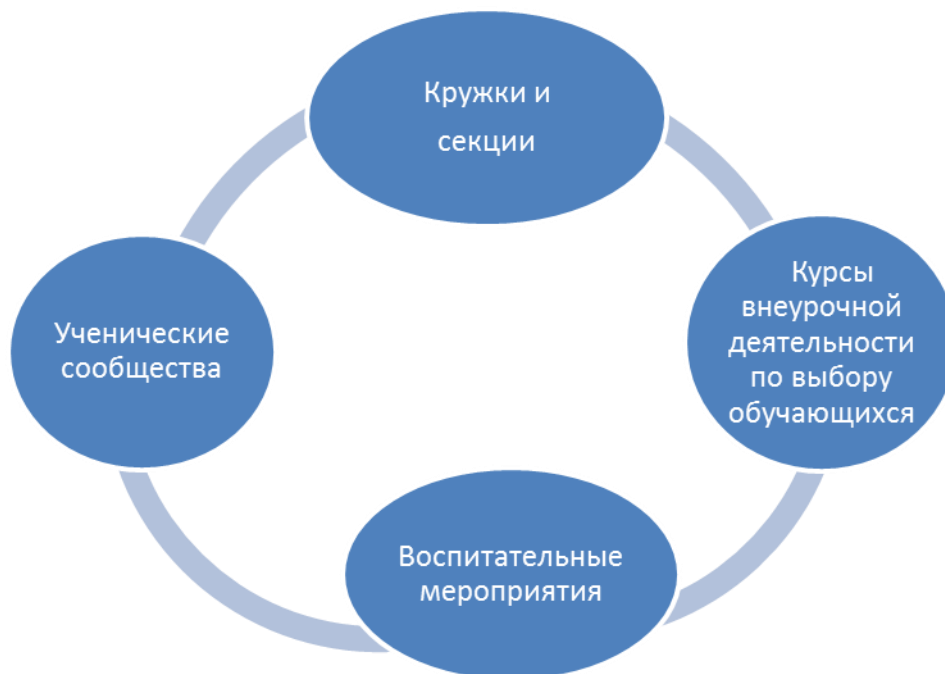 Кружки и
секции
Курсы
внеурочной
деятельности
по выбору
обучающихся
Ученические
сообщества
Воспитательные
мероприятия